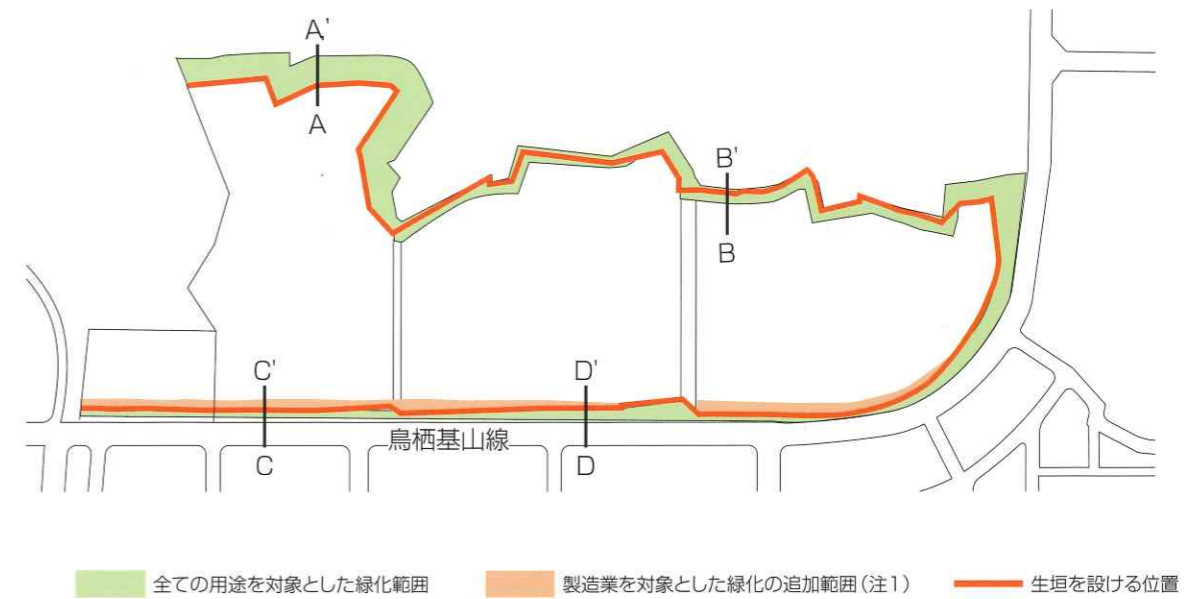 A'
A
B'
B
C'
D'
鳥栖基山線
C
D
全ての用途を対象とした緑化範囲
製造業を対象とした緑化の追加範囲(注1)
生垣を設ける位置